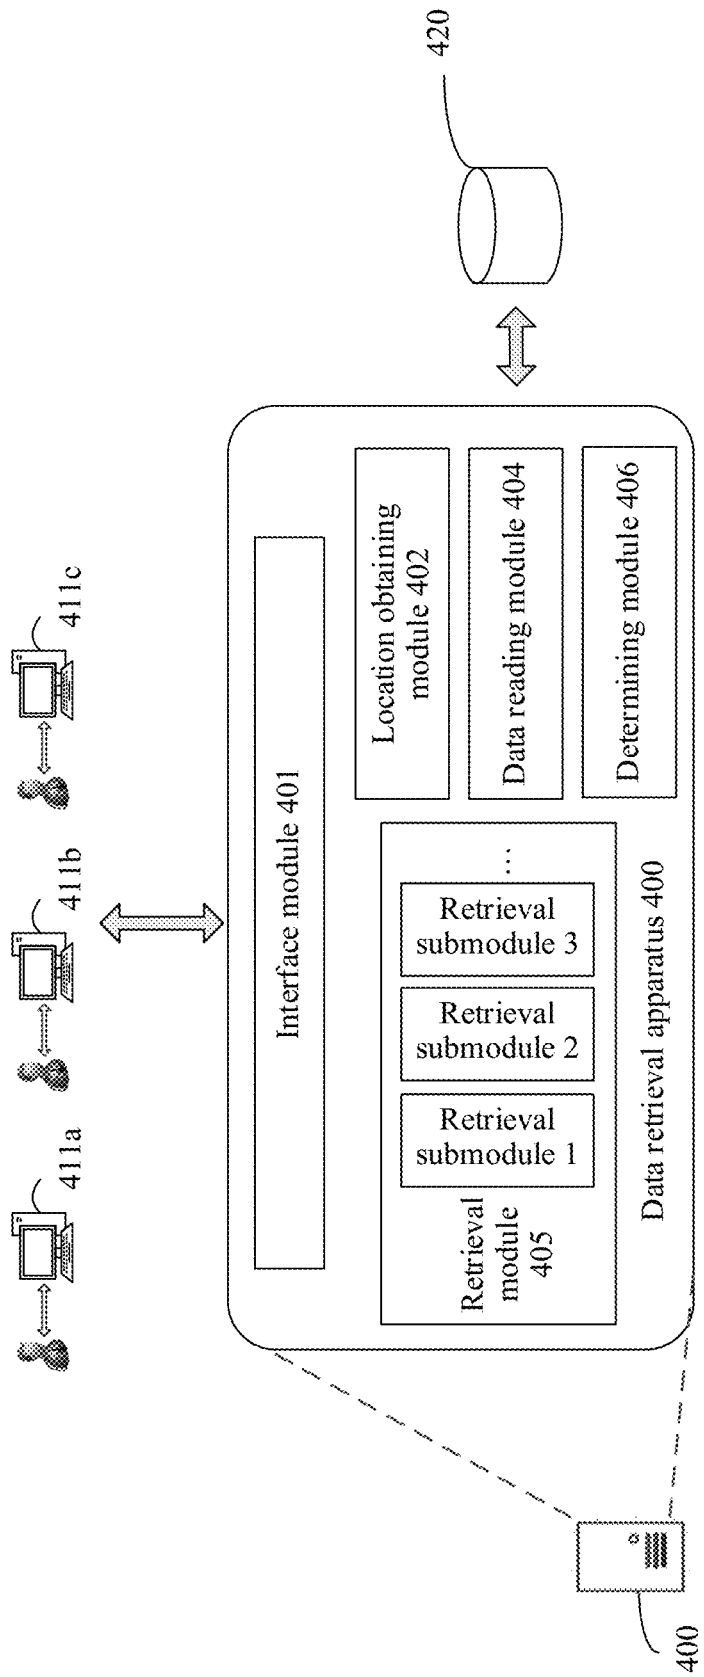 411a
411b
411c
Interface module 401
420
Retrieval
module
405
Retrieval
submodule 1
Retrieval
submodule 2
Retrieval
submodule 3
...
Location obtaining
module 402
Data reading module 404
Determining module 406
Data retrieval apparatus 400
400